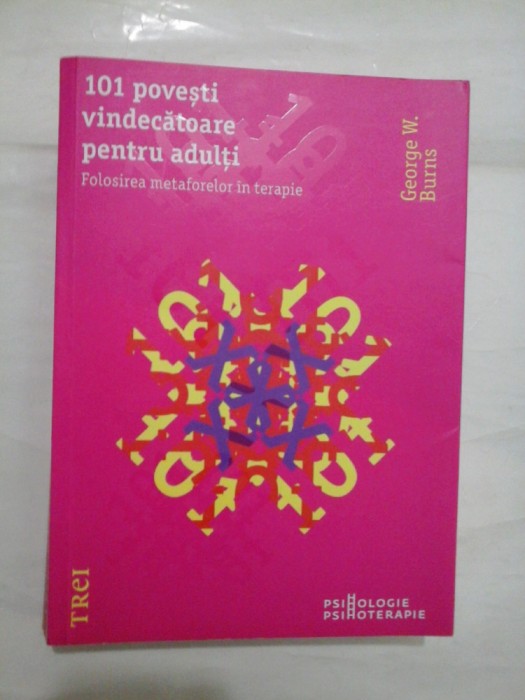 101 povești
vindecătoare
pentru adulți
Folosirea metaforelor în terapie
George W.
Burns
TREI
PSIHOLOGIE
PSIHOTERAPIE